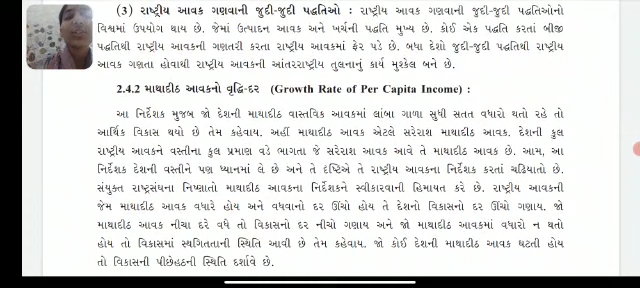 (3) રાષ્ટ્રીય આવક ગણવાની જુદી-જુદી પદ્ધતિઓ : રાષ્ટ્રીય આવક ગણવાની જુદી-જુદી પદ્ધતિઓનો
વિશ્વમાં ઉપયોગ થાય છે. જેમાં ઉત્પાદન આવક અને ખર્ચની પદ્ધતિ મુખ્ય છે. કોઈ એક પદ્ધતિ કરતાં બીજી
પદ્ધતિથી રાષ્ટ્રીય આવકની ગણતરી કરતા રાષ્ટ્રીય આવકમાં ફેર પડે છે. બધા દેશો જુદી-જુદી પદ્ધતિથી રાષ્ટ્રીય
આવક ગણતા હોવાથી રાષ્ટ્રીય આવકની આંતરરાષ્ટ્રીય તુલનાનું કાર્ય મુશ્કેલ બને છે.
2.4.2 માથાદીઠ આવકનો વૃદ્ધિ-દર (Growth Rate of Per Capita Income) :
આ નિર્દેશક મુજબ જો દેશની માથાદીઠ વાસ્તવિક આવકમાં લાંબા ગાળા સુધી સતત વધારો થતો રહે તો
આર્થિક વિકાસ થયો છે તેમ કહેવાય. અહીં માથાદીઠ આવક એટલે સરેરાશ માથાદીઠ આવક. દેશની કુલ
રાષ્ટ્રીય આવકને વસ્તીના કુલ પ્રમાણ વડે ભાગતા જે સરેરાશ આવક આવે તે માથાદીઠ આવક છે. આમ, આ
નિર્દેશક દેશની વસ્તીને પણ ધ્યાનમાં લે છે અને તે દૃષ્ટિએ તે રાષ્ટ્રીય આવકના નિર્દેશક કરતાં ચઢિયાતો છે.
સંયુક્ત રાષ્ટ્રસંઘના નિષ્ણાતો માથાદીઠ આવકના નિર્દેશકને સ્વીકારવાની હિમાયત કરે છે. રાષ્ટ્રીય આવકની
જેમ માથાદીઠ આવક વધારે હોય અને વધવાનો દર ઊંચો હોય તે દેશનો વિકાસનો દર ઊંચો ગણાય. જો
માથાદીઠ આવક નીચા દરે વધે તો વિકાસનો દર નીચો ગણાય અને જો માથાદીઠ આવકમાં વધારો ન થતો
હોય તો વિકાસમાં સ્થગિતતાની સ્થિતિ આવી છે તેમ કહેવાય. જો કોઈ દેશની માથાદીઠ આવક ઘટતી હોય
તો વિકાસની પીછેહઠની સ્થિતિ દર્શાવે છે.